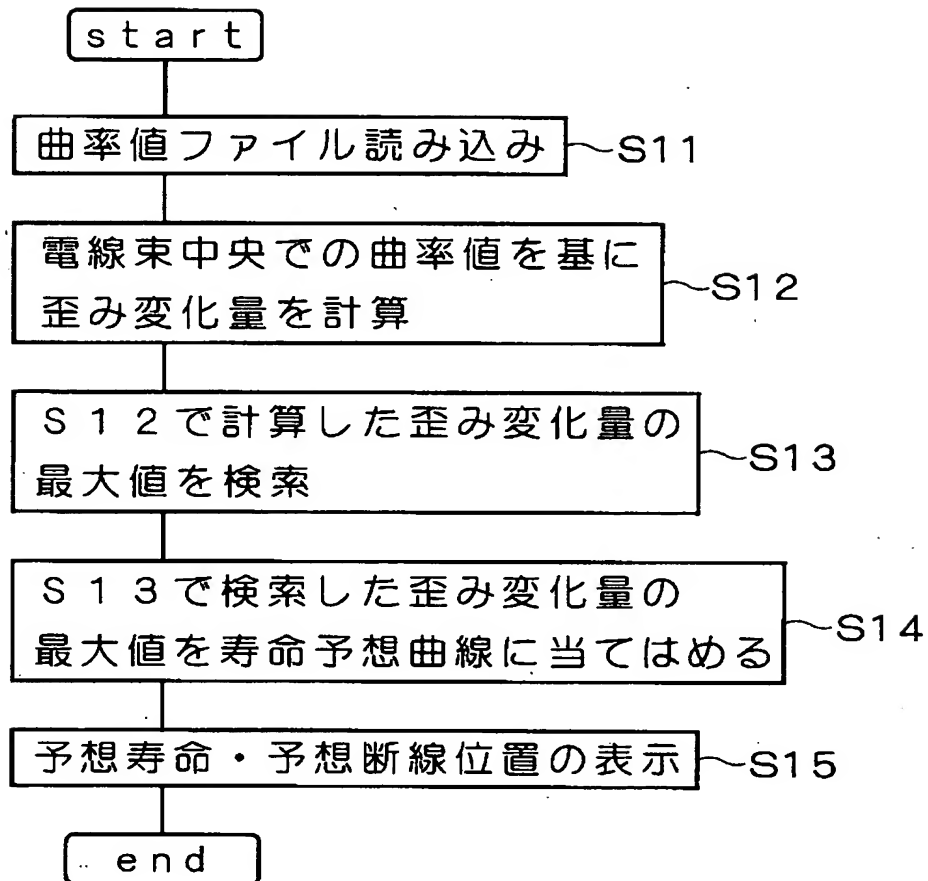 start
曲率値ファイル読み込み
S11
電線束中央での曲率値を基に
歪み変化量を計算
S12
S12で計算した歪み変化量の
最大値を検索
S13
S13で検索した歪み変化量の
最大値を寿命予想曲線に当てはめる
S14
予想寿命・予想断線位置の表示
S15
end